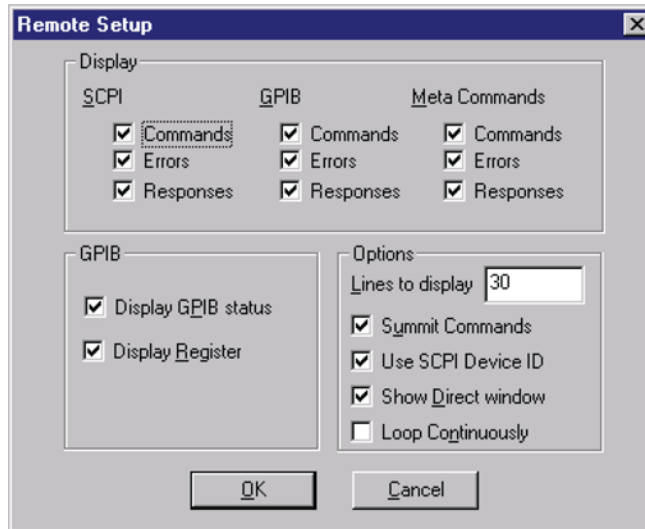 Remote Setup
Display
SCPI GPIB Meta Commands
Commands Commands Commands
Errors Errors Errors
Responses Responses Responses
GPIB
Display GPIB status
Display Register
Options
Lines to display 30
Summit Commands
Use SCPI Device ID
Show Direct window
Loop Continuously
OK Cancel